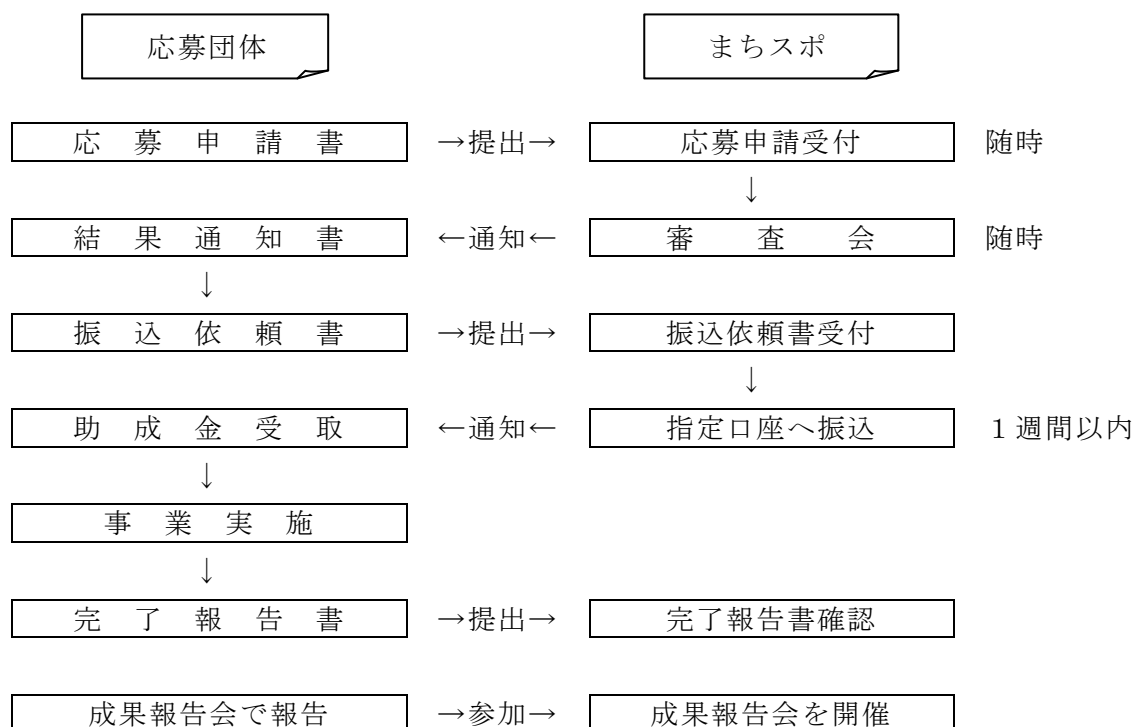 応募団体 まちスポ
応募申請書 →提出→ 応募申請受付 随時
↓
結果通知書 ←通知← 審査会 随時
↓
振込依頼書 →提出→ 振込依頼書受付
↓
助成金受取 ←通知← 指定口座へ振込 1週間以内
↓
事業実施
↓
完了報告書 →提出→ 完了報告書確認
成果報告会で報告 →参加→ 成果報告会を開催